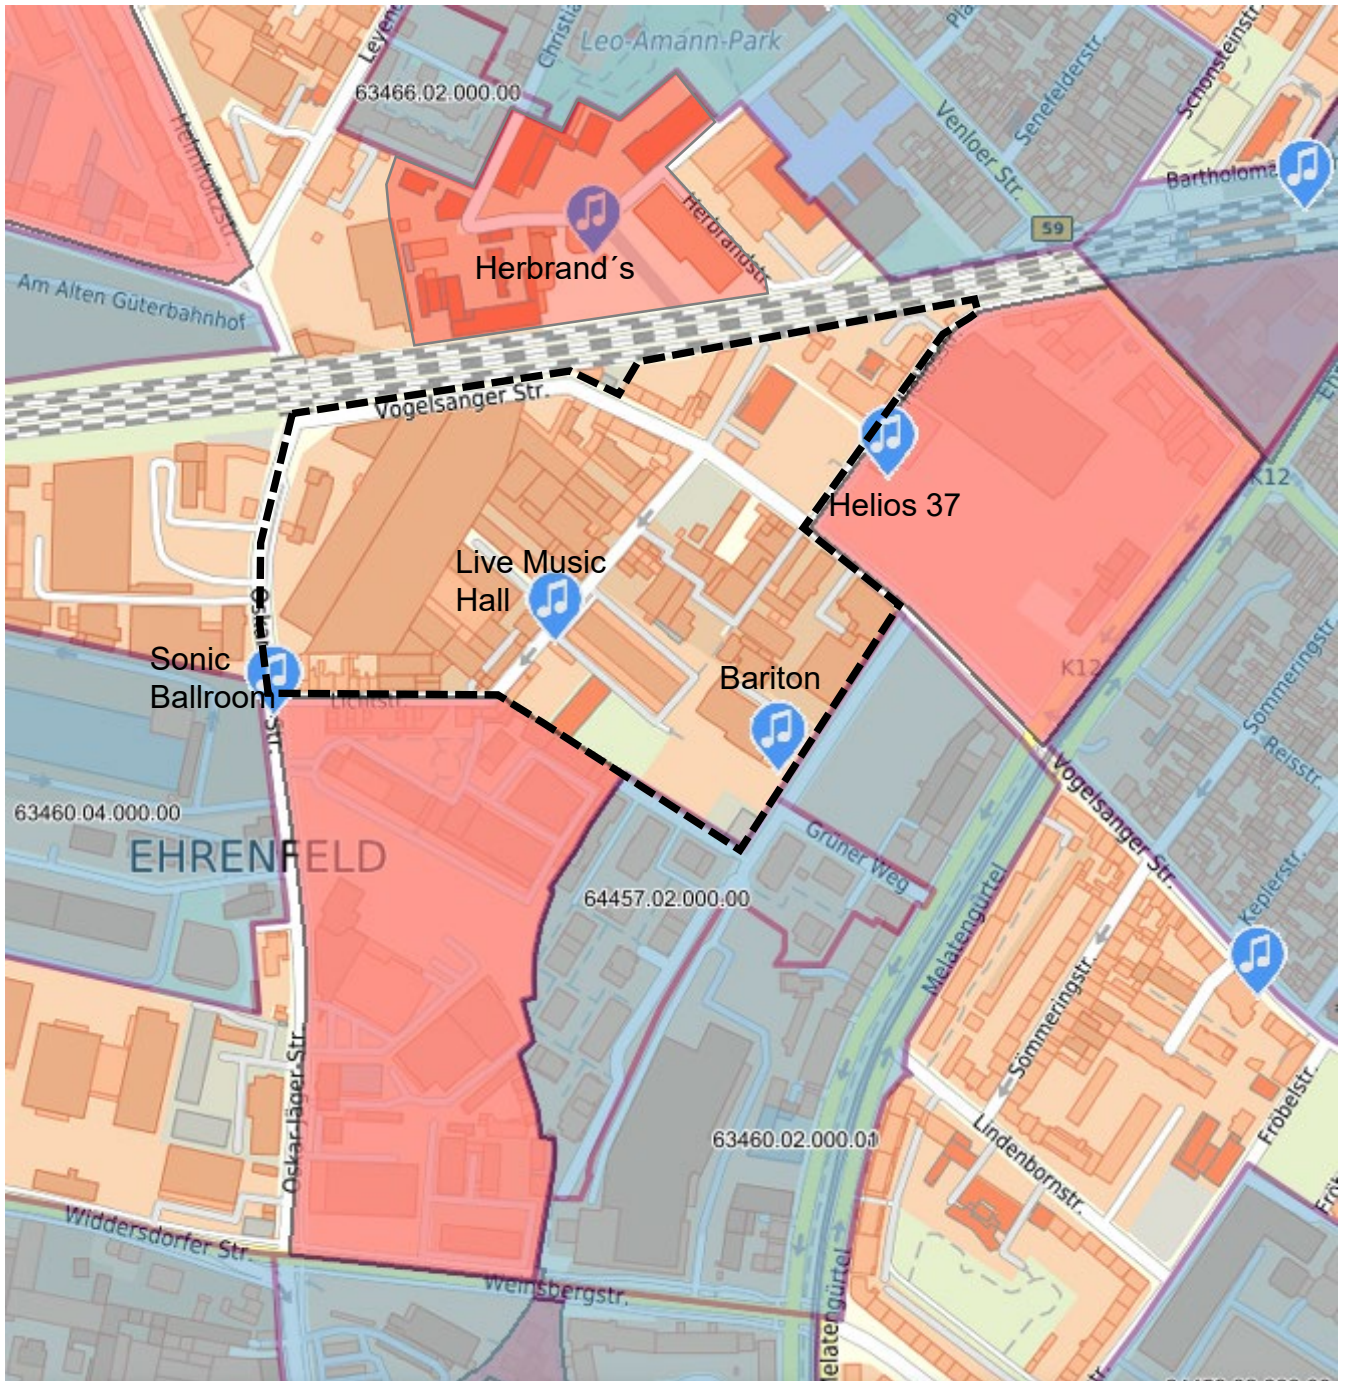 Leo-Amann-Park
63466.02.000.00
Venloer Str.
Senefelderstr.
Schönsteinstr.
Helmholtzstr.
59
Herbrandstr.
Herbrand´s
Am Alten Güterbahnhof
Vogelsanger Str.
K12
Helios 37
Live Music
Hall
Sonic
Ballroom
Bariton
Lichtstr.
K12
Sömmeringstr.
Reisstr.
Vogelsanger Str.
63460.04.000.00
EHRENFELD
Grüner Weg
64457.02.000.00
Keplerstr.
Melatengürtel
Sömmeringstr.
Oskar-Jäger-Str.
63460.02.000.01
Lindenbornstr.
Fröbelstr.
Widdersdorfer Str.
Weinsbergstr.